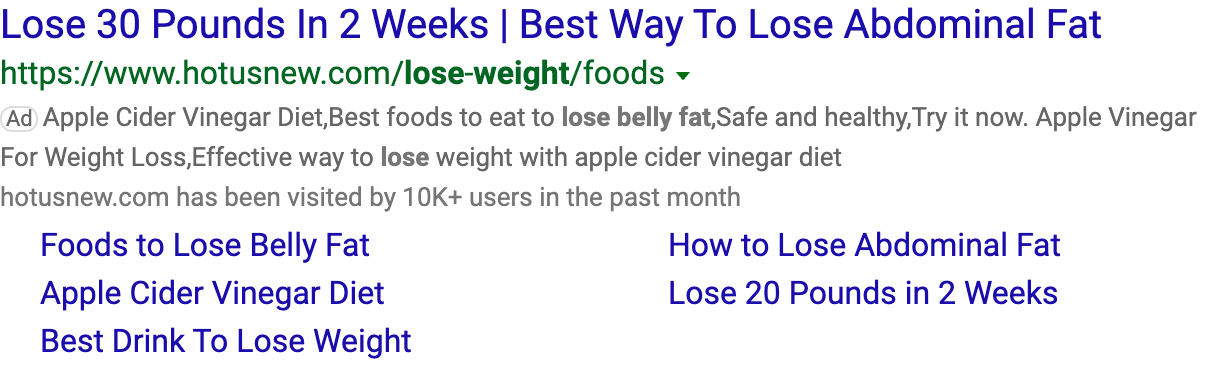 Lose 30 Pounds In 2 Weeks | Best Way To Lose Abdominal Fat
https://www.hotusnew.com/lose-weight/foods
Ad Apple Cider Vinegar Diet,Best foods to eat to lose belly fat,Safe and healthy,Try it now. Apple Vinegar
For Weight Loss,Effective way to lose weight with apple cider vinegar diet
hotusnew.com has been visited by 10K+ users in the past month
Foods to Lose Belly Fat
How to Lose Abdominal Fat
Apple Cider Vinegar Diet
Lose 20 Pounds in 2 Weeks
Best Drink To Lose Weight